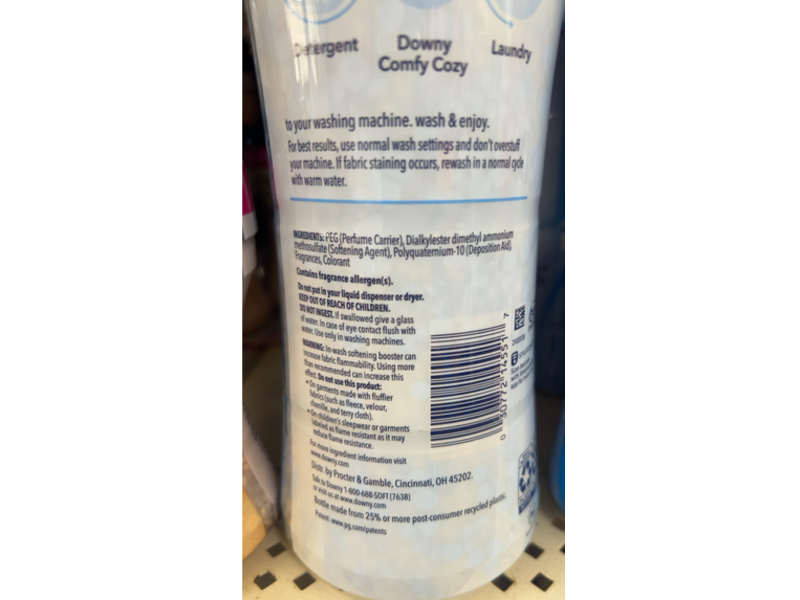 Detergent
Downy
Comfy Cozy
Laundry
to your washing machine. wash & enjoy.
For best results, use normal wash settings and don't overstuff
your machine. If fabric staining occurs, rewash in a normal cycle
with warm water.
INGREDIENTS: PEG (Perfume Carrier), Dialkylester dimethyl ammonium
methosulfate (Softening Agent), Polyquaternium-10 (Deposition Aid),
Fragrances, Colorant
Contains fragrance allergen(s).
Do not put in your liquid dispenser or dryer.
KEEP OUT OF REACH OF CHILDREN.
DO NOT INGEST. If swallowed give a glass
of water. In case of eye contact flush with
water. Use only in washing machines.
WARNING: In-wash softening booster can
increase fabric flammability. Using more
than recommended can increase this
effect. Do not use this product:
• On garments made with fluffier
fabrics (such as fleece, velour,
chenille, and terry cloth).
• On children's sleepwear or garments
labeled as flame resistant as it may
reduce flame resistance.
For more ingredient information visit
www.downy.com
Distr. by Procter & Gamble, Cincinnati, OH 45202.
Talk to Downy 1-800-688-SOFT (7638)
or visit us at www.downy.com
Bottle made from 25% or more post-consumer recycled plastic.
Patent: www.pg.com/patents
0 30772 14551 7